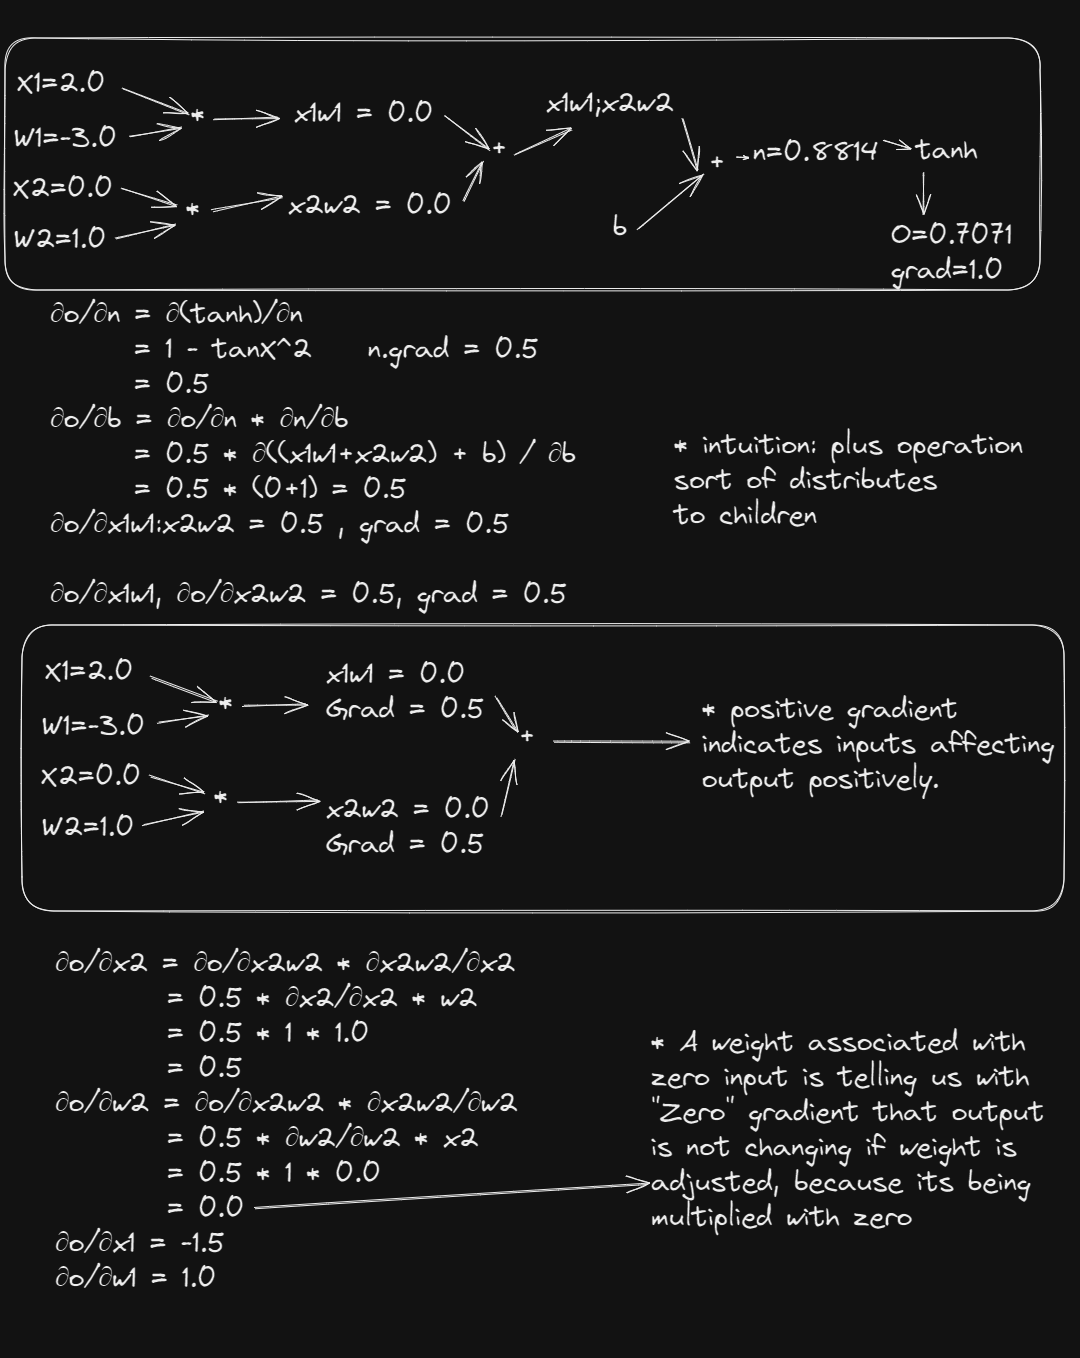 x1=2.0
w1=-3.0
x2=0.0
w2=1.0
*
*
x1w1 = 0.0
x2w2 = 0.0
+
x1w1;x2w2
b
+
n=0.8814
tanh
O=0.7071
grad=1.0
∂o/∂n = ∂(tanh)/∂n
= 1 - tanx^2 n.grad = 0.5
= 0.5
∂o/∂b = ∂o/∂n * ∂n/∂b
= 0.5 * ∂((x1w1+x2w2) + b) / ∂b
= 0.5 * (0+1) = 0.5
∂o/∂x1w1:x2w2 = 0.5 , grad = 0.5
* intuition: plus operation
sort of distributes
to children
∂o/∂x1w1, ∂o/∂x2w2 = 0.5, grad = 0.5
x1=2.0
w1=-3.0
x2=0.0
w2=1.0
*
*
x1w1 = 0.0
Grad = 0.5
x2w2 = 0.0
Grad = 0.5
+
* positive gradient
indicates inputs affecting
output positively.
∂o/∂x2 = ∂o/∂x2w2 * ∂x2w2/∂x2
= 0.5 * ∂x2/∂x2 * w2
= 0.5 * 1 * 1.0
= 0.5
∂o/∂w2 = ∂o/∂x2w2 * ∂x2w2/∂w2
= 0.5 * ∂w2/∂w2 * x2
= 0.5 * 1 * 0.0
= 0.0
* A weight associated with
zero input is telling us with
"Zero" gradient that output
is not changing if weight is
adjusted, because its being
multiplied with zero
∂o/∂x1 = -1.5
∂o/∂w1 = 1.0